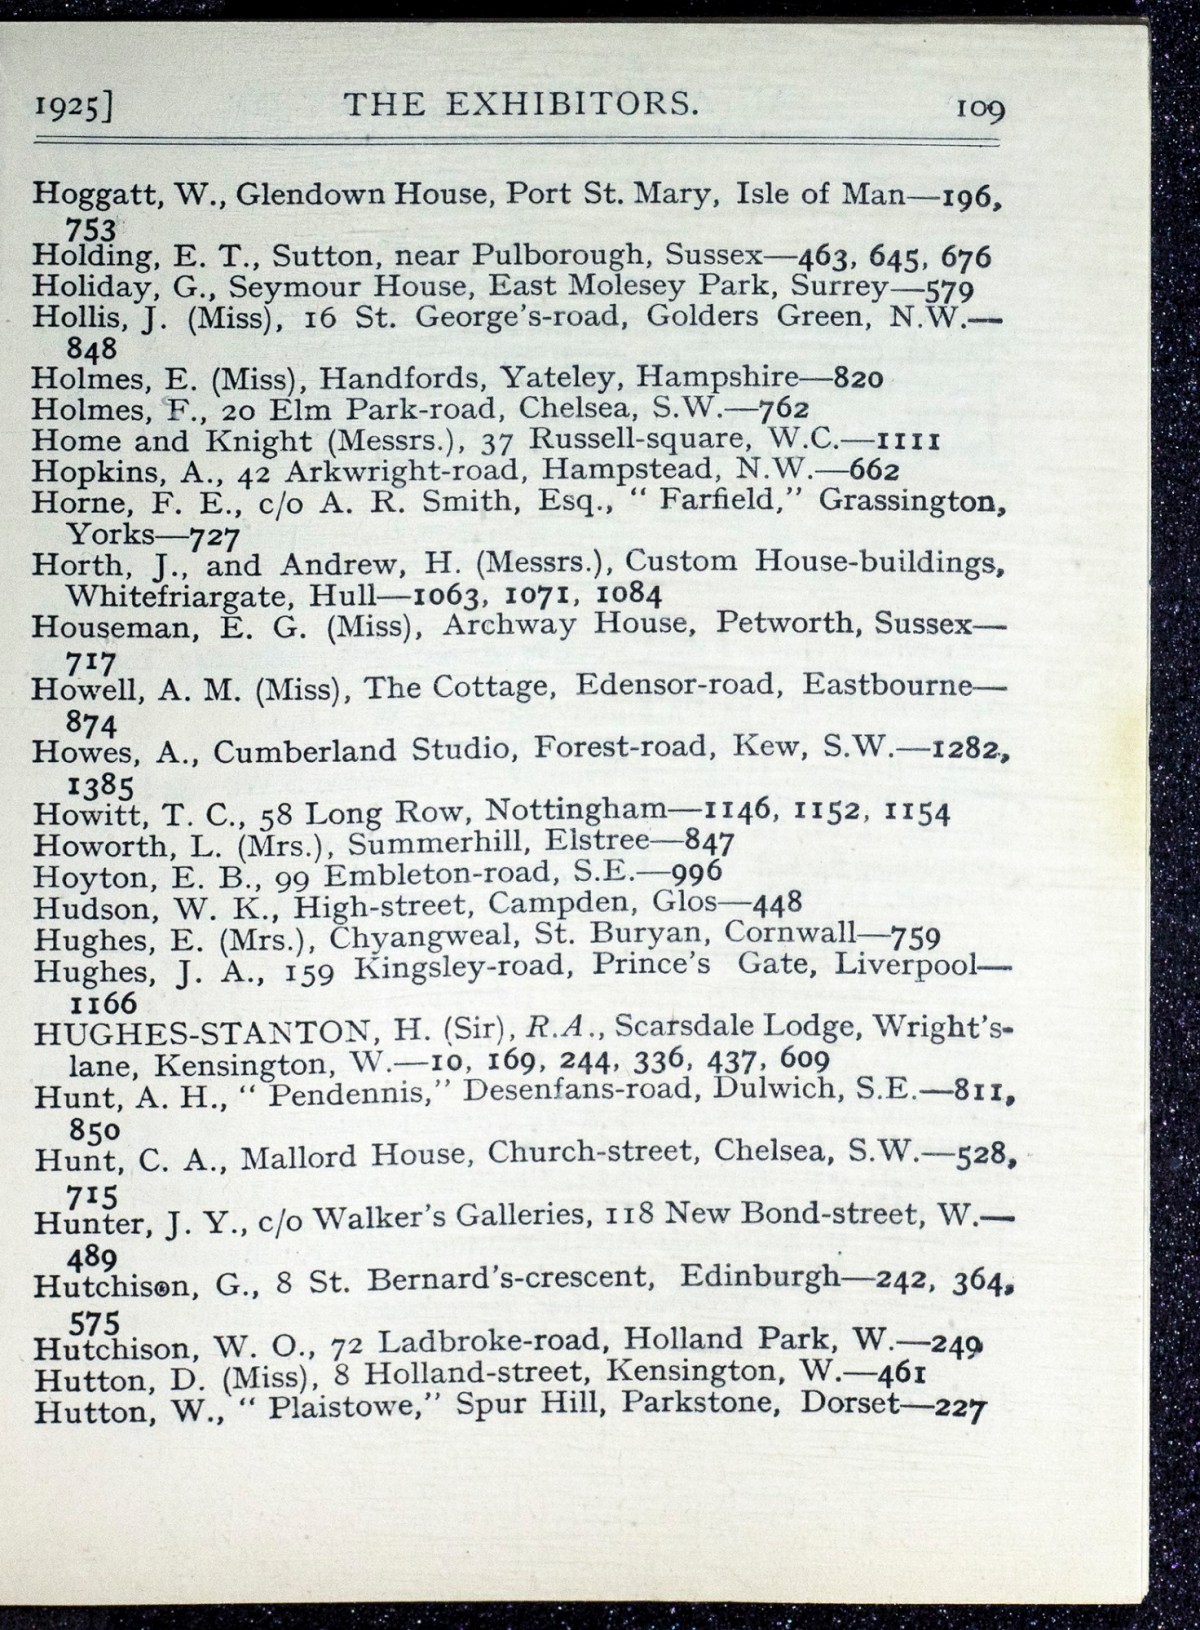 1925] THE EXHIBITORS. 109
Hoggatt, W., Glendown House, Port St. Mary, Isle of Man—196,
753
Holding, E. T., Sutton, near Pulborough, Sussex—463, 645, 676
Holiday, G., Seymour House, East Molesey Park, Surrey—579
Hollis, J. (Miss), 16 St. George's-road, Golders Green, N.W.—
848
Holmes, E. (Miss), Handfords, Yateley, Hampshire—820
Holmes, F., 20 Elm Park-road, Chelsea, S.W.—762
Home and Knight (Messrs.), 37 Russell-square, W.C.—1111
Hopkins, A., 42 Arkwright-road, Hampstead, N.W.—662
Horne, F. E., c/o A. R. Smith, Esq., “ Farfield,” Grassington,
Yorks—727
Horth, J., and Andrew, H. (Messrs.), Custom House-buildings,
Whitefriargate, Hull—1063, 1071, 1084
Houseman, E. G. (Miss), Archway House, Petworth, Sussex—
717
Howell, A. M. (Miss), The Cottage, Edensor-road, Eastbourne—
874
Howes, A., Cumberland Studio, Forest-road, Kew, S.W.—1282,
1385
Howitt, T. C., 58 Long Row, Nottingham—1146, 1152, 1154
Howorth, L. (Mrs.), Summerhill, Elstree—847
Hoyton, E. B., 99 Embleton-road, S.E.—996
Hudson, W. K., High-street, Campden, Glos—448
Hughes, E. (Mrs.), Chyangweal, St. Buryan, Cornwall—759
Hughes, J. A., 159 Kingsley-road, Prince's Gate, Liverpool—
1166
HUGHES-STANTON, H. (Sir), R.A., Scarsdale Lodge, Wright's-
lane, Kensington, W.—10, 169, 244, 336, 437, 609
Hunt, A. H., “ Pendennis,” Desenfans-road, Dulwich, S.E.—811,
850
Hunt, C. A., Mallord House, Church-street, Chelsea, S.W.—528,
715
Hunter, J. Y., c/o Walker's Galleries, 118 New Bond-street, W.—
489
Hutchison, G., 8 St. Bernard's-crescent, Edinburgh—242, 364,
575
Hutchison, W. O., 72 Ladbroke-road, Holland Park, W.—249
Hutton, D. (Miss), 8 Holland-street, Kensington, W.—461
Hutton, W., “ Plaistowe,” Spur Hill, Parkstone, Dorset—227